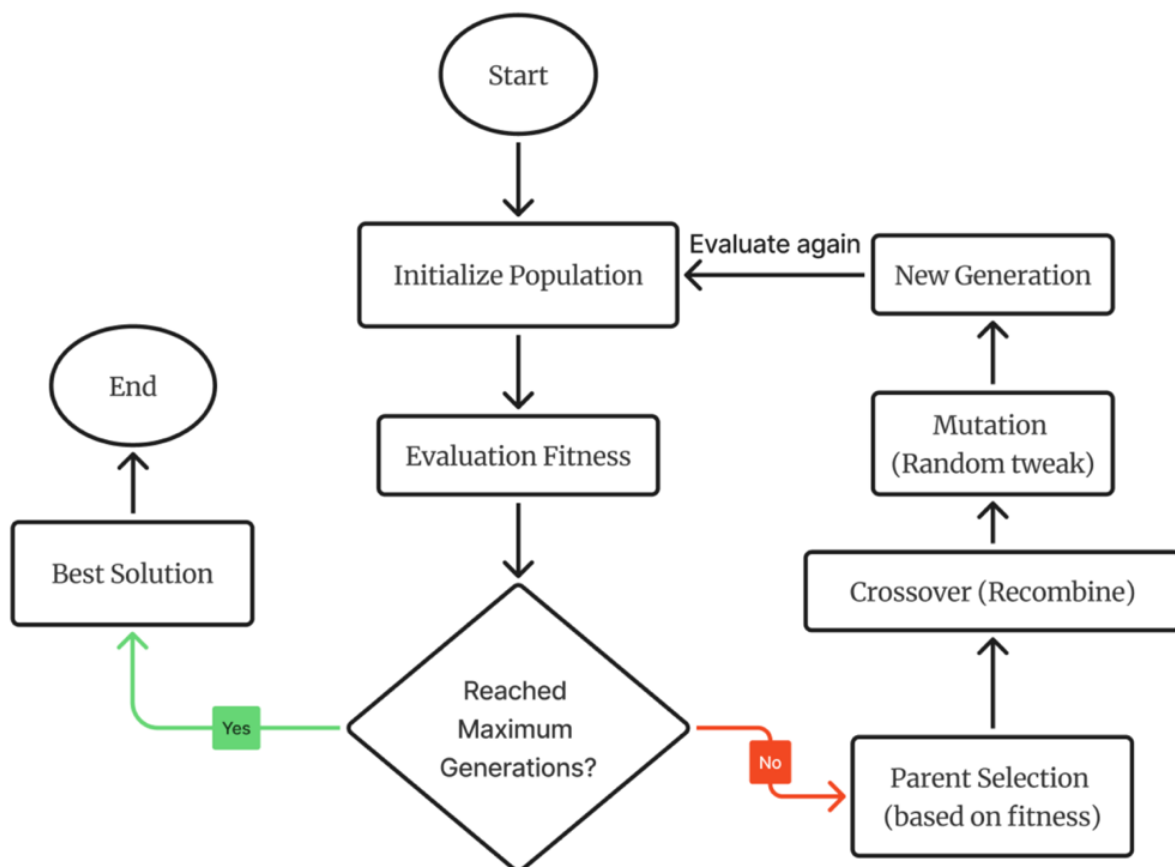 Start
Initialize Population
Evaluate again
New Generation
End
Evaluation Fitness
Mutation
(Random tweak)
Best Solution
Crossover (Recombine)
Reached
Maximum
Generations?
Yes
No
Parent Selection
(based on fitness)